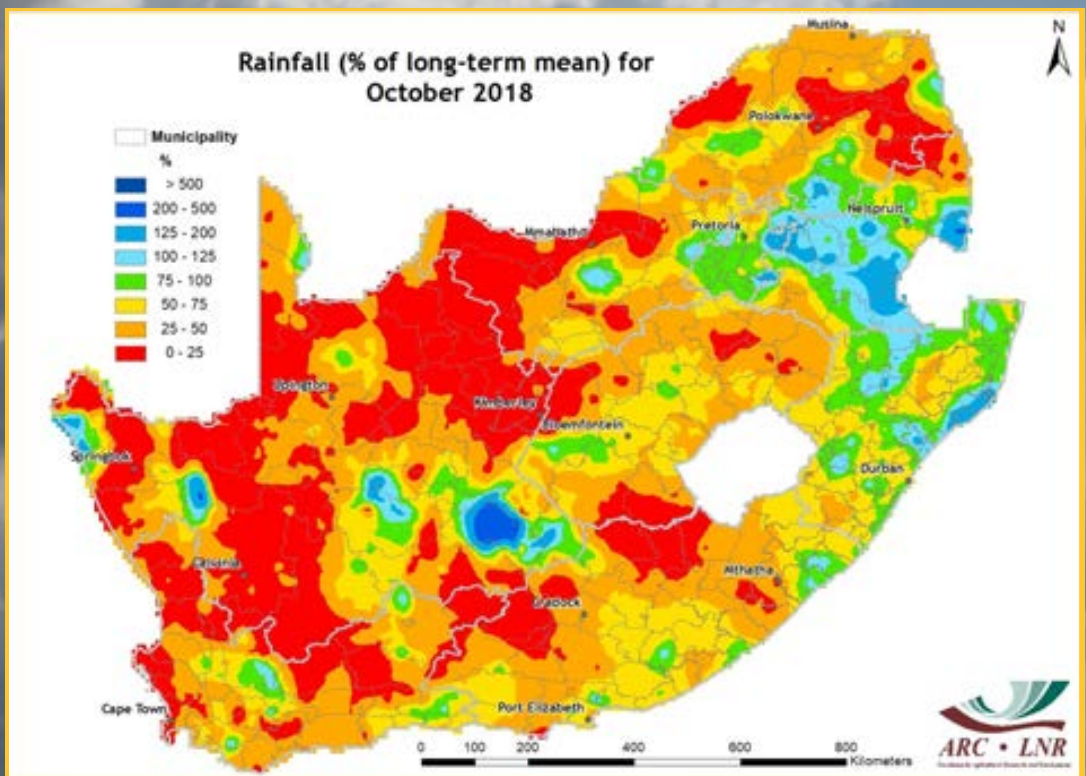 Rainfall (% of long-term mean) for
October 2018
N
Municipality
%
> 500
200 - 500
125 - 200
100 - 125
75 - 100
50 - 75
25 - 50
0 - 25
Musina
Polokwane
Nelspruit
Pretoria
Mmabatho
Upington
Kimberley
Bloemfontein
Springbok
Durban
Calvinia
Mthatha
Cradock
Cape Town
Port Elizabeth
0 100 200 400 600 800
Kilometers
ARC • LNR